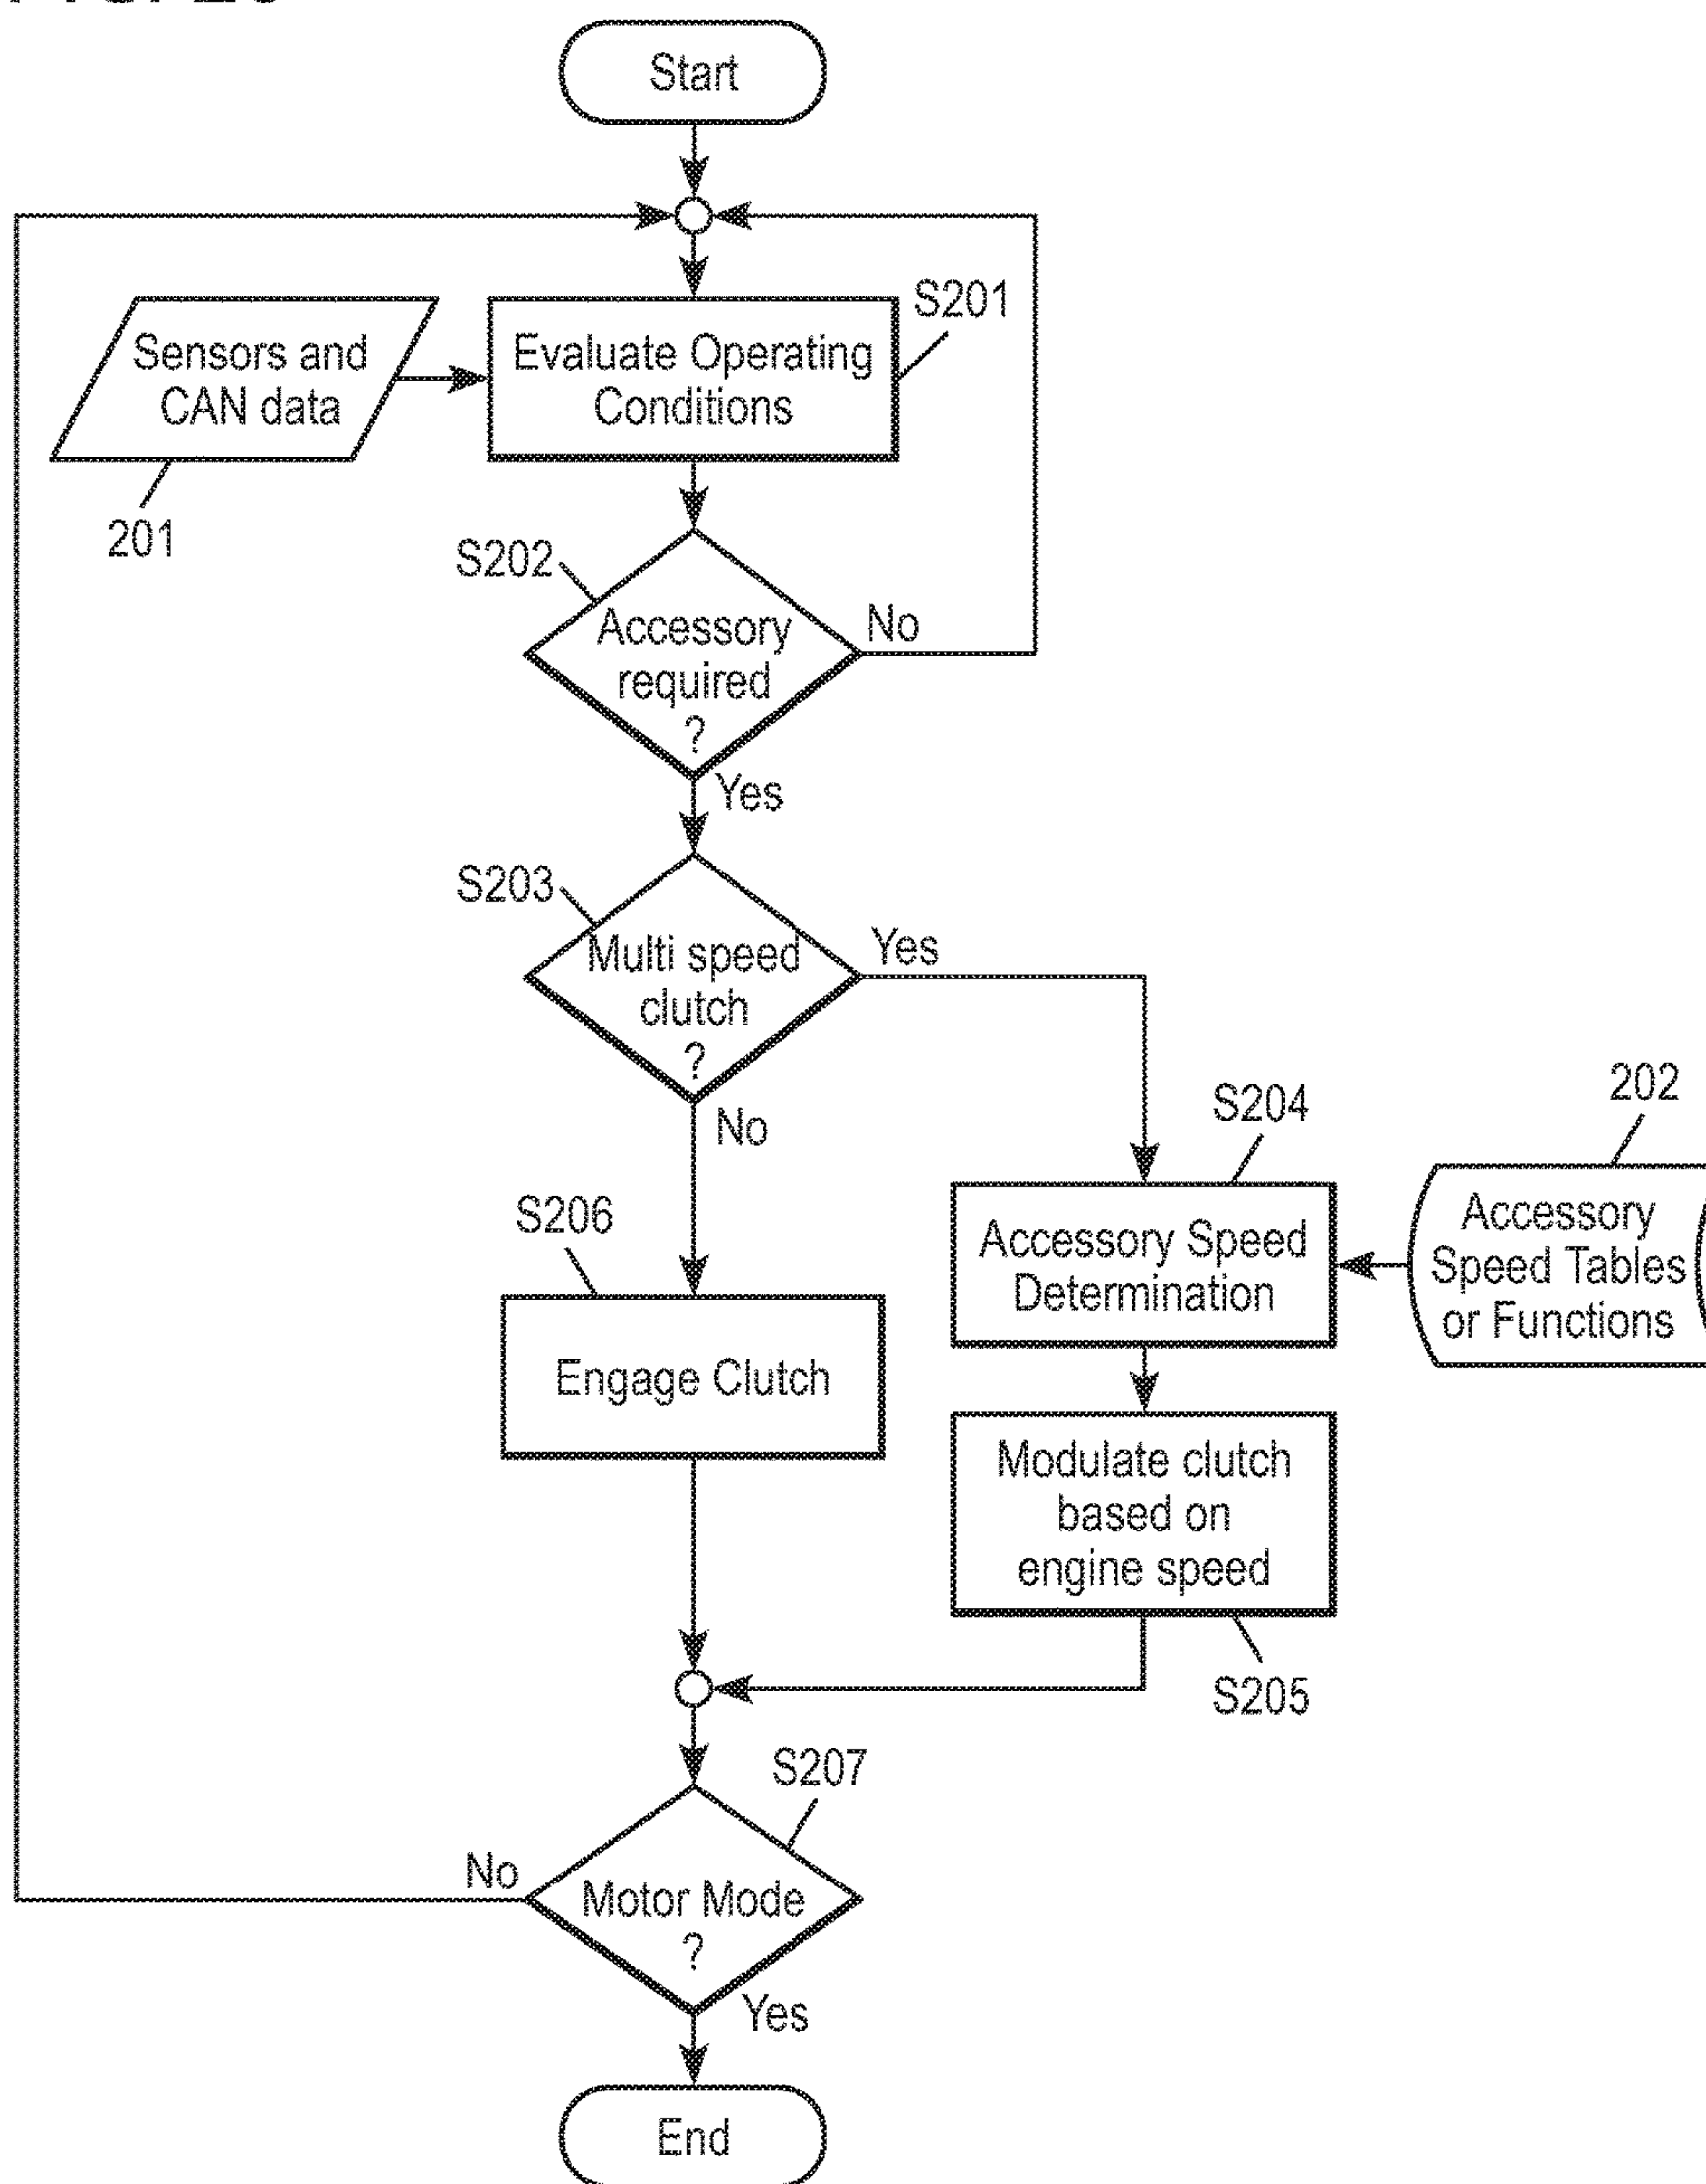 Start
S201
Sensors and
CAN data
Evaluate Operating
Conditions
201
S202
Accessory
required
?
No
Yes
S203
Multi speed
clutch
?
Yes
No
202
S204
Accessory
Speed Tables
or Functions
S206
Accessory Speed
Determination
Engage Clutch
Modulate clutch
based on
engine speed
S205
S207
No
Motor Mode
?
Yes
End